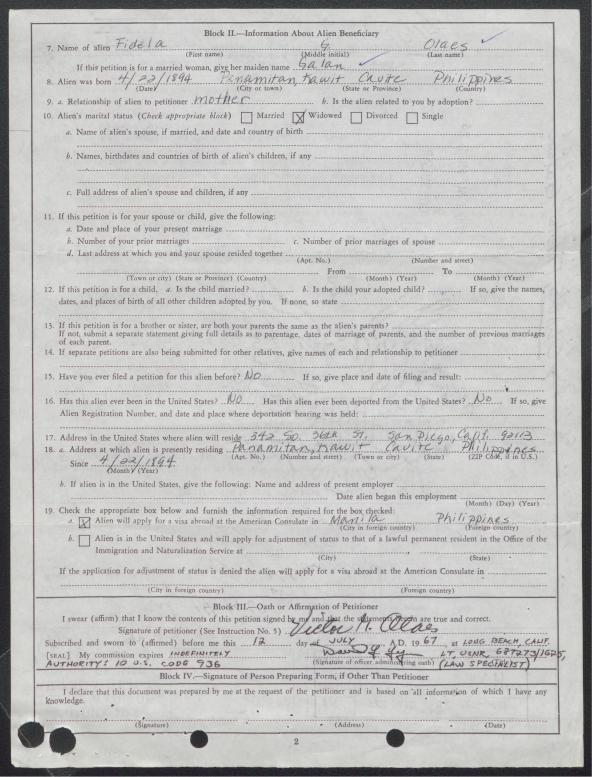 Block II.—Information About Alien Beneficiary
7. Name of alien Fidela G. Olaes
(First name) (Middle initial) (Last name)
If this petition is for a married woman, give her maiden name Galan
8. Alien was born 4/22/1894 Panamitan, Kawit Cavite Philippines
(Date) (City or town) (State or Province) (Country)
9. a. Relationship of alien to petitioner mother b. Is the alien related to you by adoption?
10. Alien's marital status (Check appropriate block) Married X Widowed Divorced Single
a. Name of alien's spouse, if married, and date and country of birth
b. Names, birthdates and countries of birth of alien's children, if any
c. Full address of alien's spouse and children, if any
11. If this petition is for your spouse or child, give the following:
a. Date and place of your present marriage
b. Number of your prior marriages c. Number of prior marriages of spouse
d. Last address at which you and your spouse resided together
(Apt. No.) (Number and street)
From To
(Town or city) (State or Province) (Country) (Month) (Year) (Month) (Year)
12. If this petition is for a child, a. Is the child married? b. Is the child your adopted child? If so, give the names,
dates, and places of birth of all other children adopted by you. If none, so state
13. If this petition is for a brother or sister, are both your parents the same as the alien's parents?
If not, submit a separate statement giving full details as to parentage, dates of marriage of parents, and the number of previous marriages
of each parent.
14. If separate petitions are also being submitted for other relatives, give names of each and relationship to petitioner
15. Have you ever filed a petition for this alien before? No If so, give place and date of filing and result:
16. Has this alien ever been in the United States? No Has this alien ever been deported from the United States? No If so, give
Alien Registration Number, and date and place where deportation hearing was held:
17. Address in the United States where alien will reside 342 So. 36th St. San Diego, Calif. 92113
18. a. Address at which alien is presently residing Panamitan, Kawit Cavite Philippines
(Apt. No.) (Number and street) (Town or city) (State) (ZIP Code, if in U.S.)
Since 4/22/1894
(Month) (Year)
b. If alien is in the United States, give the following: Name and address of present employer
Date alien began this employment
(Month) (Day) (Year)
19. Check the appropriate box below and furnish the information required for the box checked:
a. X Alien will apply for a visa abroad at the American Consulate in Manila Philippines
(City in foreign country) (Foreign country)
b. Alien is in the United States and will apply for adjustment of status to that of a lawful permanent resident in the Office of the
Immigration and Naturalization Service at
(City) (State)
If the application for adjustment of status is denied the alien will apply for a visa abroad at the American Consulate in
(City in foreign country) (Foreign country)
Block III.—Oath or Affirmation of Petitioner
I swear (affirm) that I know the contents of this petition signed by me and that the statements herein are true and correct.
Signature of petitioner (See Instruction No. 5) Victor G. Olaes
Subscribed and sworn to (affirmed) before me this 12 day of JULY A.D. 1967, at LONG BEACH, CALIF.
[SEAL] My commission expires INDEFINITELY LT, USNR, 687273/1625,
AUTHORITY: 10 U.S. CODE 936 (Signature of officer administering oath) (LAW SPECIALIST)
Block IV.—Signature of Person Preparing Form, if Other Than Petitioner
I declare that this document was prepared by me at the request of the petitioner and is based on all information of which I have any
knowledge.
(Signature) (Address) (Date)
2